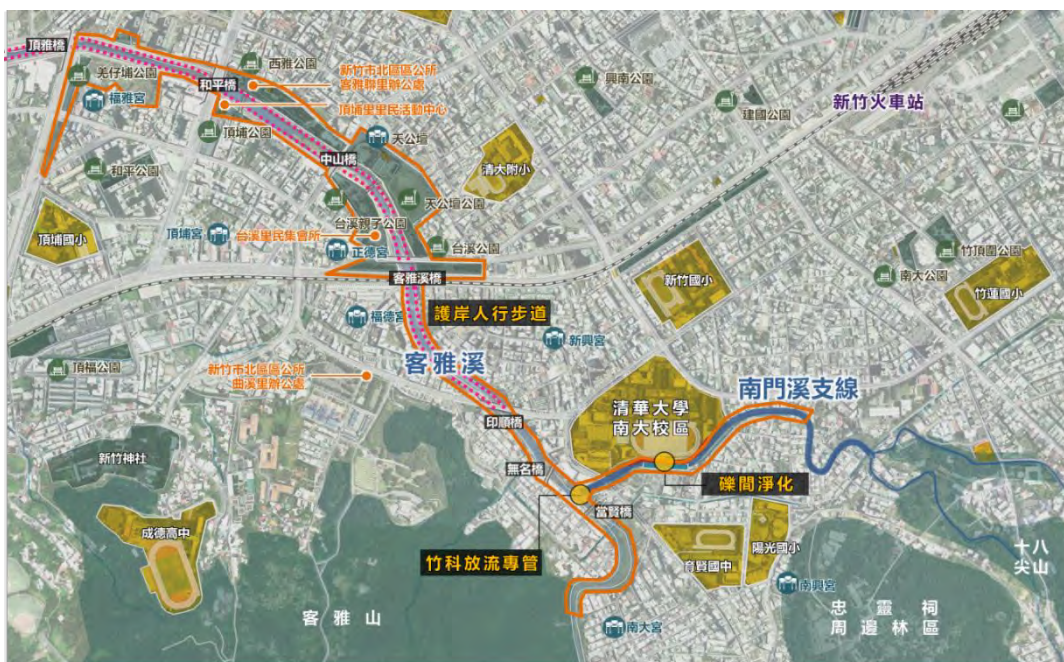 頂雅橋
羌仔埔公園
福雅宮
西雅公園
和平橋
新竹市北區區公所
客雅聯里辦公處
頂埔里里民活動中心
興南公園
建國公園
新竹火車站
頂埔公園
天公壇
中山橋
清大附小
和平公園
天公壇公園
台溪親子公園
頂埔國小
頂埔宮
台溪里民集會所
正德宮
台溪公園
客雅溪橋
新竹國小
南大公園
竹頂圍公園
竹蓮國小
護岸人行步道
福德宮
新興宮
客雅溪
頂福公園
新竹市北區區公所
曲溪里辦公處
南門溪支線
清華大學
南大校區
印順橋
新竹神社
無名橋
礫間淨化
當賢橋
成德高中
竹科放流專管
育賢國中
陽光國小
十八
尖山
南興宮
客雅山
南大宮
忠靈祠
周邊林區